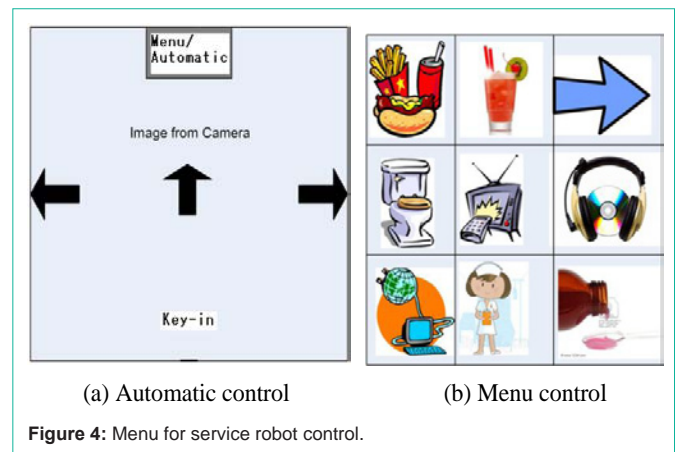 Menu/
Automatic
Image from Camera
Key-in
(a) Automatic control
(b) Menu control
Figure 4: Menu for service robot control.